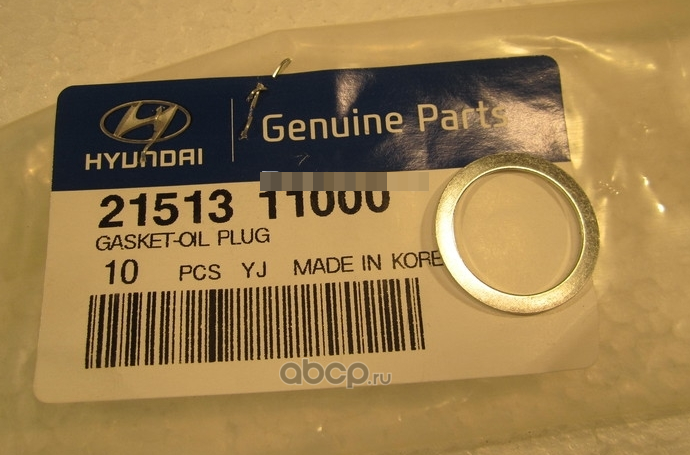 HYUNDAI
Genuine Parts
21513 11000
GASKET-OIL PLUG
10 PCS YJ MADE IN KORE
abcp.ru